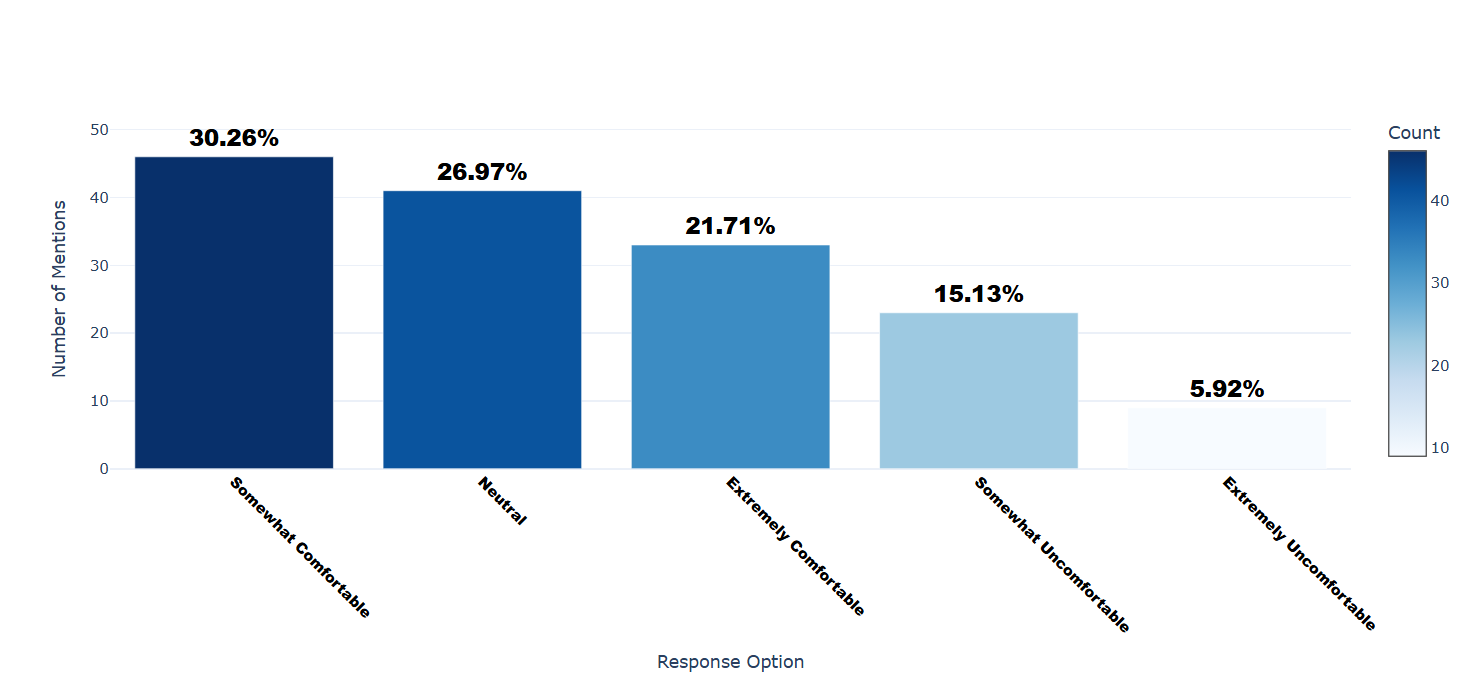 50
40
30
20
10
0
Number of Mentions
30.26%
26.97%
21.71%
15.13%
5.92%
Somewhat Comfortable
Neutral
Extremely Comfortable
Somewhat Uncomfortable
Extremely Uncomfortable
Response Option
Count
40
30
20
10